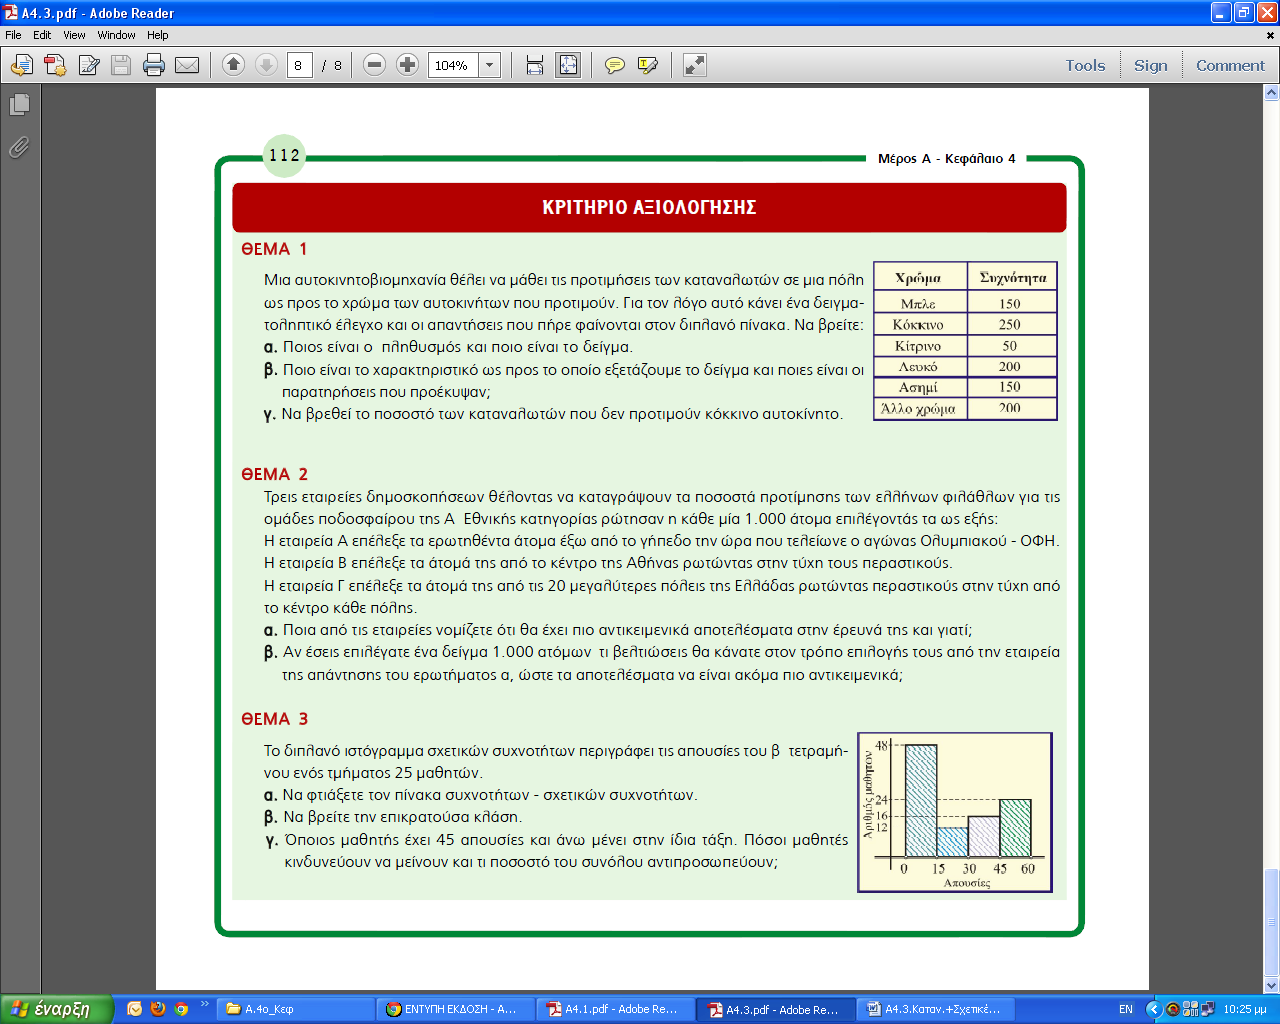 A4.3.pdf - Adobe Reader
File Edit View Window Help
8 / 8 104% Tools Sign Comment
112
Μέρος Α - Κεφάλαιο 4
ΚΡΙΤΗΡΙΟ ΑΞΙΟΛΟΓΗΣΗΣ
ΘΕΜΑ 1
Μια αυτοκινητοβιομηχανία θέλει να μάθει τις προτιμήσεις των καταναλωτών σε μια πόλη
ως προς το χρώμα των αυτοκινήτων που προτιμούν. Για τον λόγο αυτό κάνει ένα δειγμα-
τοληπτικό έλεγχο και οι απαντήσεις που πήρε φαίνονται στον διπλανό πίνακα. Να βρείτε:
α. Ποιος είναι ο πληθυσμός και ποιο είναι το δείγμα.
β. Ποιο είναι το χαρακτηριστικό ως προς το οποίο εξετάζουμε το δείγμα και ποιες είναι οι
παρατηρήσεις που προέκυψαν;
γ. Να βρεθεί το ποσοστό των καταναλωτών που δεν προτιμούν κόκκινο αυτοκίνητο.
Χρώμα Συχνότητα
Μπλε 150
Κόκκινο 250
Κίτρινο 50
Λευκό 200
Ασημί 150
Άλλο χρώμα 200
ΘΕΜΑ 2
Τρεις εταιρείες δημοσκοπήσεων θέλοντας να καταγράψουν τα ποσοστά προτίμησης των ελλήνων φιλάθλων για τις
ομάδες ποδοσφαίρου της Α Εθνικής κατηγορίας ρώτησαν η κάθε μία 1.000 άτομα επιλέγοντάς τα ως εξής:
Η εταιρεία Α επέλεξε τα ερωτηθέντα άτομα έξω από το γήπεδο την ώρα που τελείωνε ο αγώνας Ολυμπιακού - ΟΦΗ.
Η εταιρεία Β επέλεξε τα άτομά της από το κέντρο της Αθήνας ρωτώντας στην τύχη τους περαστικούς.
Η εταιρεία Γ επέλεξε τα άτομά της από τις 20 μεγαλύτερες πόλεις της Ελλάδας ρωτώντας περαστικούς στην τύχη από
το κέντρο κάθε πόλης.
α. Ποια από τις εταιρείες νομίζετε ότι θα έχει πιο αντικειμενικά αποτελέσματα στην έρευνά της και γιατί;
β. Αν έσεις επιλέγατε ένα δείγμα 1.000 ατόμων τι βελτιώσεις θα κάνατε στον τρόπο επιλογής τους από την εταιρεία
της απάντησης του ερωτήματος α, ώστε τα αποτελέσματα να είναι ακόμα πιο αντικειμενικά;
ΘΕΜΑ 3
Το διπλανό ιστόγραμμα σχετικών συχνοτήτων περιγράφει τις απουσίες του β τετραμή-
νου ενός τμήματος 25 μαθητών.
α. Να φτιάξετε τον πίνακα συχνοτήτων - σχετικών συχνοτήτων.
β. Να βρείτε την επικρατούσα κλάση.
γ. Όποιος μαθητής έχει 45 απουσίες και άνω μένει στην ίδια τάξη. Πόσοι μαθητές
κινδυνεύουν να μείνουν και τι ποσοστό του συνόλου αντιπροσωπεύουν;
Αριθμός μαθητών
48
24
16
12
0 15 30 45 60
Απουσίες
έναρξη A.4ο_Κεφ ΕΝΤΥΠΗ ΕΚΔΟΣΗ - Α... A4.1.pdf - Adobe Re... A4.3.pdf - Adobe Re... A4.3.Καταν.+Σχετικέ... EN 10:25 μμ